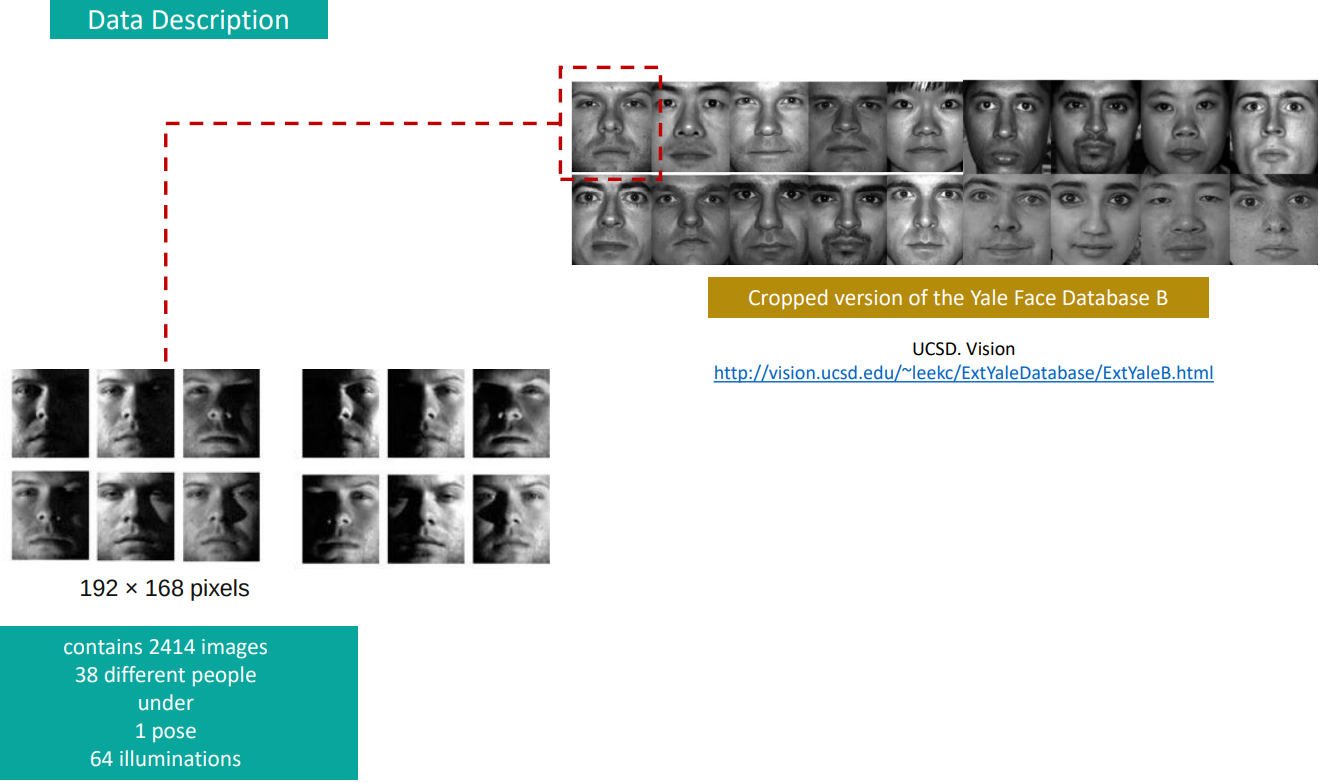 Data Description
Cropped version of the Yale Face Database B
UCSD. Vision
http://vision.ucsd.edu/~leekc/ExtYaleDatabase/ExtYaleB.html
192 × 168 pixels
contains 2414 images
38 different people
under
1 pose
64 illuminations